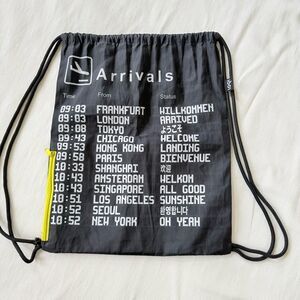 Arrivals
Time From Status
09:03 FRANKFURT WILLKOMMEN
09:03 LONDON ARRIVED
09:08 TOKYO ようこそ
09:43 CHICAGO WELCOME
09:53 HONG KONG LANDING
09:58 PARIS BIENVENUE
10:33 SHANGHAI 欢迎
10:43 AMSTERDAM WELKOM
10:43 SINGAPORE ALL GOOD
10:51 LOS ANGELES SUNSHINE
10:52 SEOUL 환영합니다
10:52 NEW YORK OH YEAH